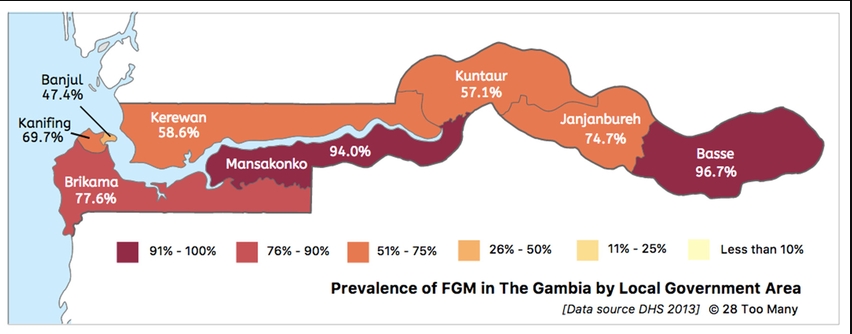 Banjul
47.4%
Kanifing
69.7%
Kerewan
58.6%
Kuntaur
57.1%
Janjanbureh
74.7%
Brikama
77.6%
Mansakonko
94.0%
Basse
96.7%
91% - 100%
76% - 90%
51% - 75%
26% - 50%
11% - 25%
Less than 10%
Prevalence of FGM in The Gambia by Local Government Area
[Data source DHS 2013] © 28 Too Many